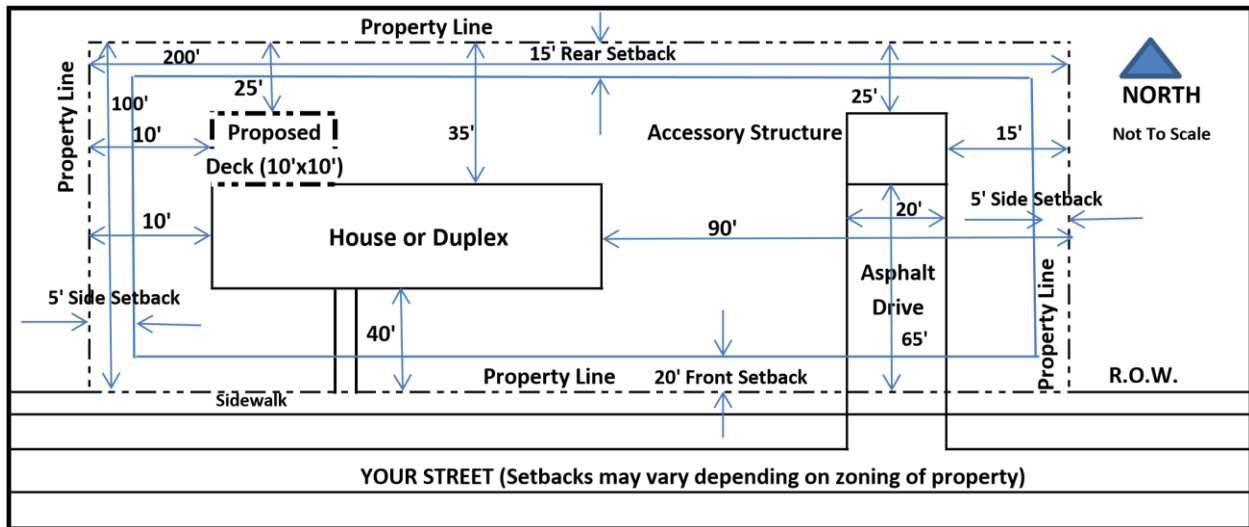 Property Line
200'
15' Rear Setback
NORTH
Not To Scale
Property Line
100'
25'
25'
10'
Proposed
Deck (10'x10')
35'
Accessory Structure
15'
10'
House or Duplex
90'
20'
5' Side Setback
5' Side Setback
Asphalt
Drive
40'
65'
Property Line
Property Line
20' Front Setback
R.O.W.
Sidewalk
YOUR STREET (Setbacks may vary depending on zoning of property)